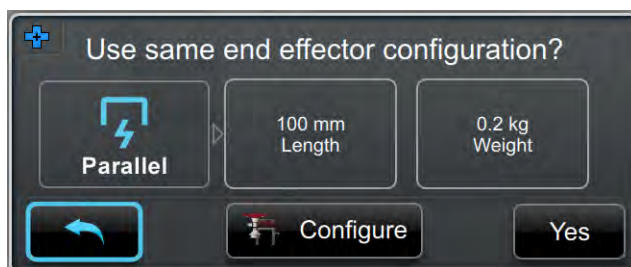 Use same end effector configuration?
Parallel
100 mm
Length
0.2 kg
Weight
Configure
Yes